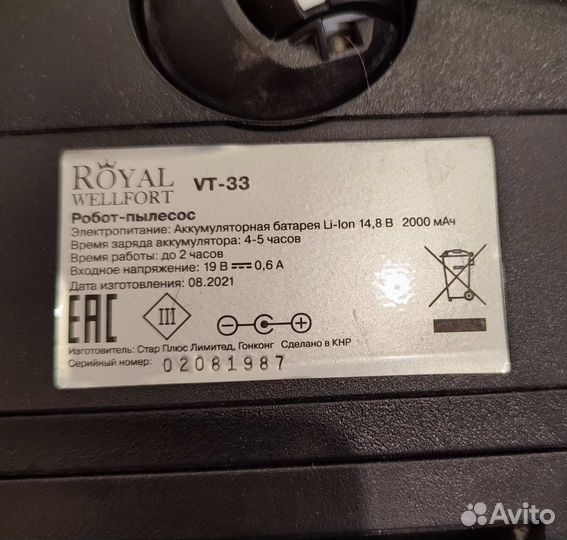 ROYAL
WELLFORT
VT-33
Робот-пылесос
Электропитание: Аккумуляторная батарея Li-Ion 14,8 В 2000 мАч
Время заряда аккумулятора: 4-5 часов
Время работы: до 2 часов
Входное напряжение: 19 В 0,6 А
Дата изготовления: 08.2021
EAC
III
Изготовитель: Стар Плюс Лимитед, Гонконг Сделано в КНР
Серийный номер: 02081987
Avito